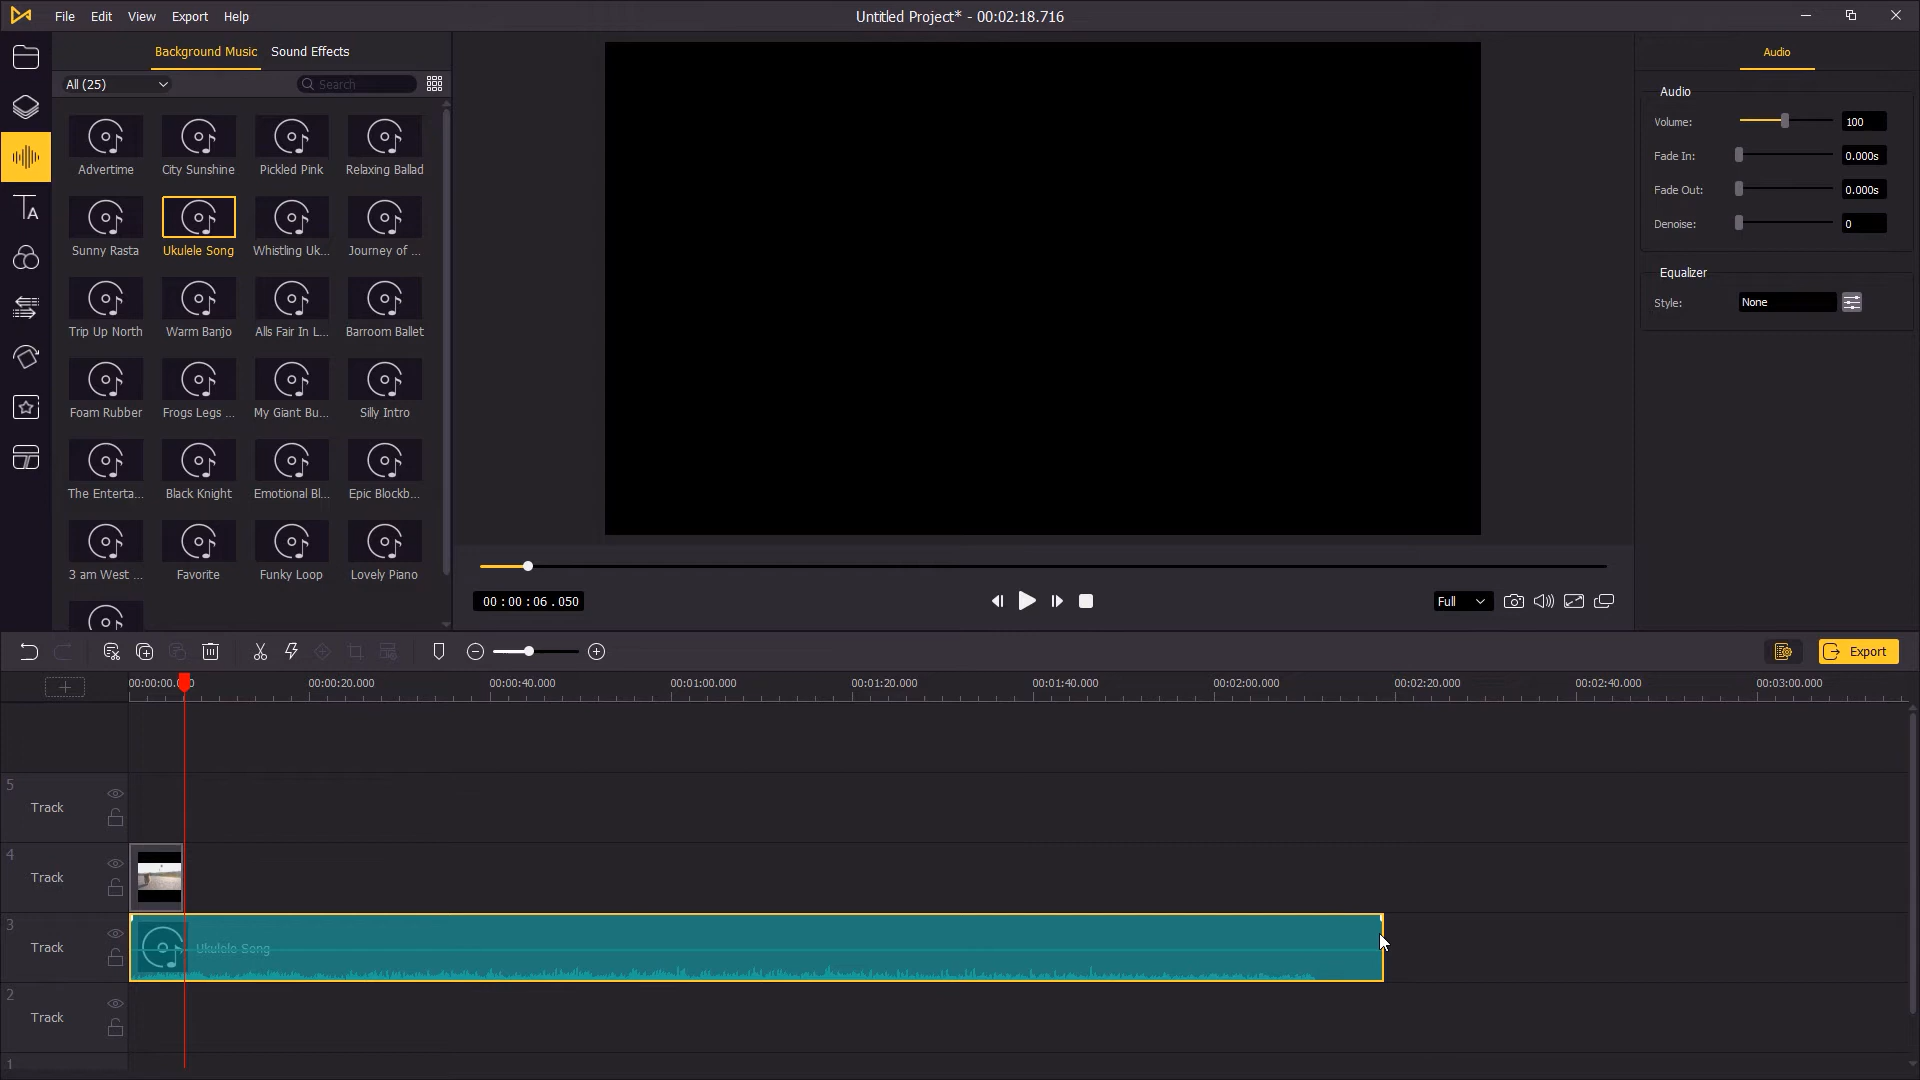 File Edit View Export Help
Untitled Project* - 00:02:18.716
Background Music Sound Effects
All (25)
Search
Advertime City Sunshine Pickled Pink Relaxing Ballad
Sunny Rasta Ukulele Song Whistling Uk... Journey of ...
Trip Up North Warm Banjo Alls Fair In L... Barroom Ballet
Foam Rubber Frogs Legs ... My Giant Bu... Silly Intro
The Enterta... Black Knight Emotional Bl... Epic Blockb...
3 am West ... Favorite Funky Loop Lovely Piano
Audio
Audio
Volume: 100
Fade In: 0.000s
Fade Out: 0.000s
Denoise: 0
Equalizer
Style: None
00:00:06.050
Full
Export
00:00:20.000 00:00:40.000 00:01:00.000 00:01:20.000 00:01:40.000 00:02:00.000 00:02:20.000 00:02:40.000 00:03:00.000
5
Track
4
Track
3
Track
Ukulele Song
2
Track
1